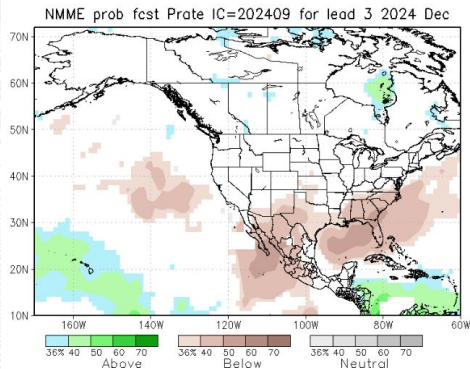 NMME prob fcst Prate IC=202409 for lead 3 2024 Dec
70N
60N
50N
40N
30N
20N
10N
160W 140W 120W 100W 80W 60W
36% 40 50 60 70 36% 40 50 60 70 36% 40 50 60 70
Above Below Neutral